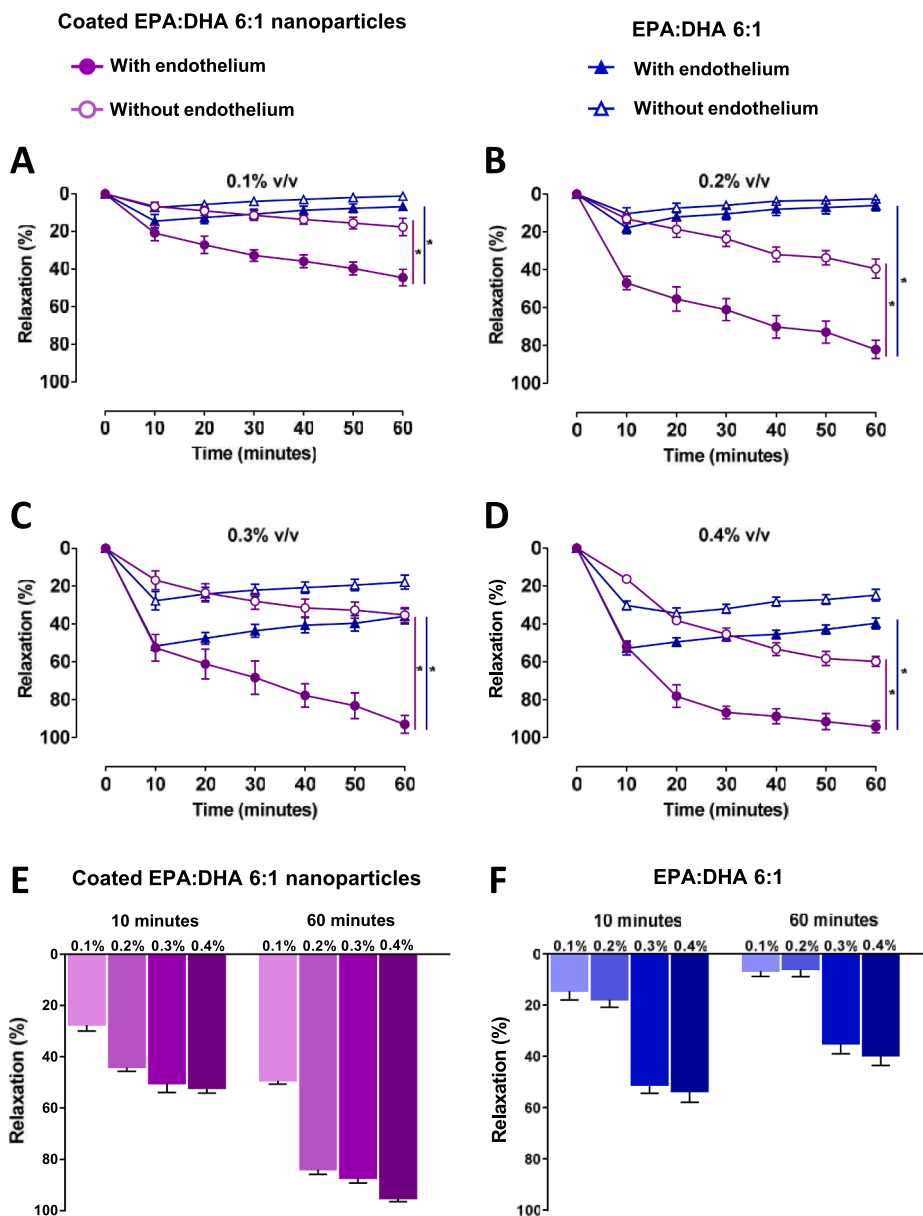 Coated EPA:DHA 6:1 nanoparticles
With endothelium
Without endothelium
EPA:DHA 6:1
With endothelium
Without endothelium
A
0.1% v/v
0
20
40
60
80
100
Relaxation (%)
*
*
0 10 20 30 40 50 60
Time (minutes)
B
0.2% v/v
0
20
40
60
80
100
Relaxation (%)
*
*
0 10 20 30 40 50 60
Time (minutes)
C
0.3% v/v
0
20
40
60
80
100
Relaxation (%)
* *
0 10 20 30 40 50 60
Time (minutes)
D
0.4% v/v
0
20
40
60
80
100
Relaxation (%)
*
*
0 10 20 30 40 50 60
Time (minutes)
E
Coated EPA:DHA 6:1 nanoparticles
10 minutes 60 minutes
0.1% 0.2% 0.3% 0.4% 0.1% 0.2% 0.3% 0.4%
0
20
40
60
80
100
Relaxation (%)
F
EPA:DHA 6:1
10 minutes 60 minutes
0.1% 0.2% 0.3% 0.4% 0.1% 0.2% 0.3% 0.4%
0
20
40
60
80
100
Relaxation (%)